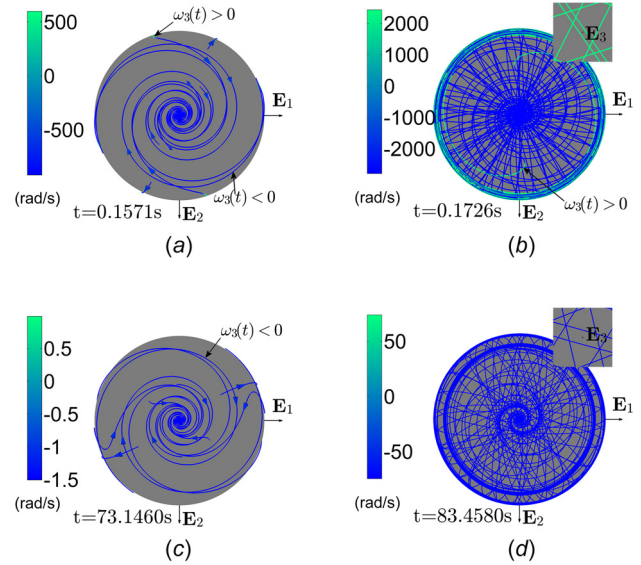 500
0
-500
(rad/s)
ω₃(t) > 0
E₁
ω₃(t) < 0
t=0.1571s
E₂
(a)
2000
1000
0
-1000
-2000
(rad/s)
E₃
E₁
ω₃(t) > 0
t=0.1726s
E₂
(b)
0.5
0
-0.5
-1
-1.5
(rad/s)
ω₃(t) < 0
E₁
t=73.1460s
E₂
(c)
50
0
-50
(rad/s)
E₃
E₁
t=83.4580s
E₂
(d)